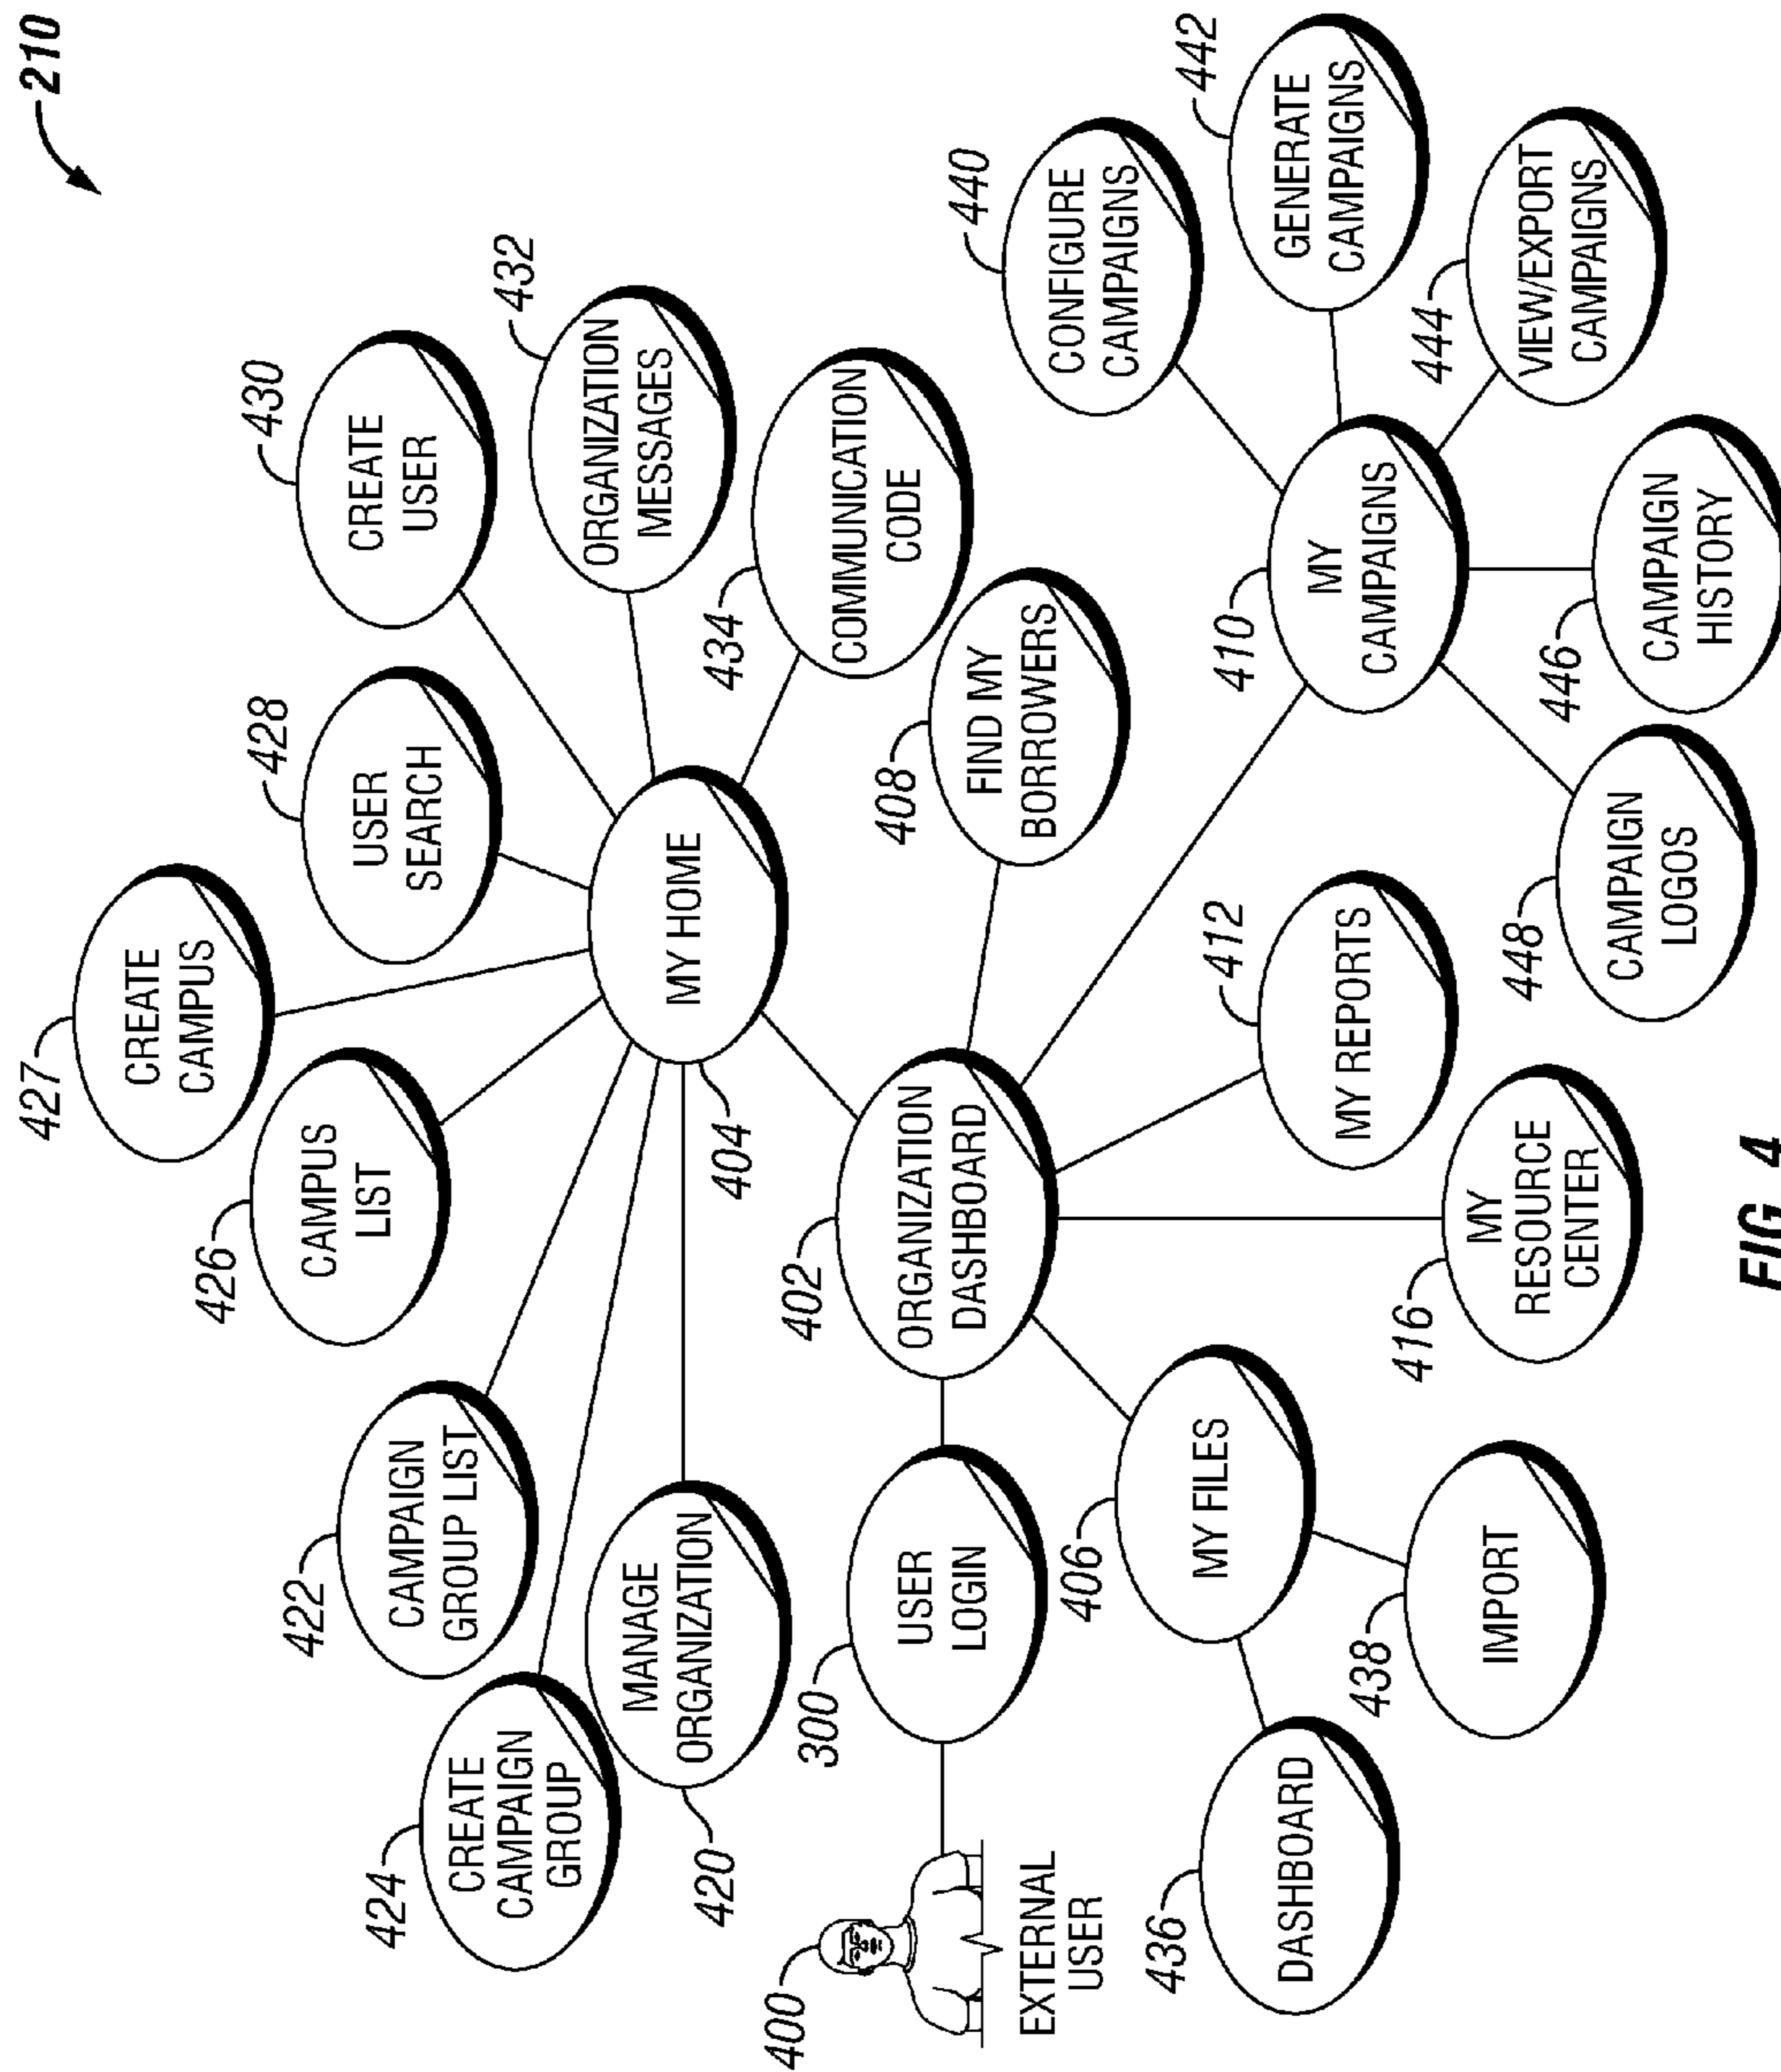 210
427
CREATE
CAMPUS
428
USER
SEARCH
430
CREATE
USER
426
CAMPUS
LIST
432
ORGANIZATION
MESSAGES
422
CAMPAIGN
GROUP LIST
424
CREATE
CAMPAIGN
GROUP
434
COMMUNICATION
CODE
MY HOME
404
420
MANAGE
ORGANIZATION
408
FIND MY
BORROWERS
440
CONFIGURE
CAMPAIGNS
400
EXTERNAL
USER
300
USER
LOGIN
402
ORGANIZATION
DASHBOARD
442
GENERATE
CAMPAIGNS
410
MY
CAMPAIGNS
406
MY FILES
412
MY REPORTS
444
VIEW/EXPORT
CAMPAIGNS
436
DASHBOARD
438
IMPORT
416
MY
RESOURCE
CENTER
448
CAMPAIGN
LOGOS
446
CAMPAIGN
HISTORY
FIG. 4